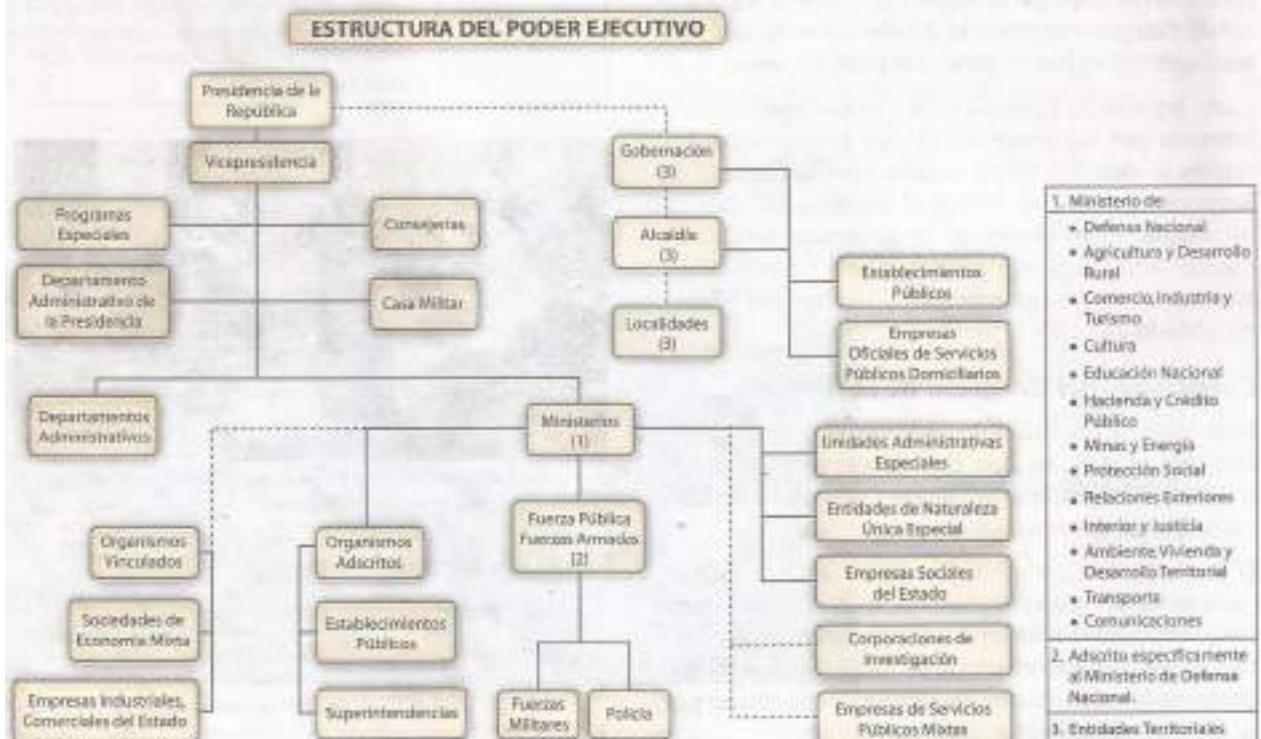 ESTRUCTURA DEL PODER EJECUTIVO
Presidencia de la
República
Vicepresidencia
Programas
Especiales
Consejerías
Departamento
Administrativo de
la Presidencia
Casa Militar
Gobernación
(3)
Alcaldía
(3)
Localidades
(3)
Establecimientos
Públicos
Empresas
Oficiales de Servicios
Públicos Domiciliarios
Departamentos
Administrativos
Ministerios
(1)
Organismos
Vinculados
Sociedades de
Economía Mixta
Empresas Industriales,
Comerciales del Estado
Organismos
Adscritos
Establecimientos
Públicos
Superintendencias
Fuerza Pública
Fuerzas Armadas
(2)
Fuerzas
Militares
Policía
Unidades Administrativas
Especiales
Entidades de Naturaleza
Única Especial
Empresas Sociales
del Estado
Corporaciones de
Investigación
Empresas de Servicios
Públicos Mixtas
1. Ministerio de:
• Defensa Nacional
• Agricultura y Desarrollo
Rural
• Comercio, Industria y
Turismo
• Cultura
• Educación Nacional
• Hacienda y Crédito
Público
• Minas y Energía
• Protección Social
• Relaciones Exteriores
• Interior y Justicia
• Ambiente, Vivienda y
Desarrollo Territorial
• Transporte
• Comunicaciones
2. Adscrito específicamente
al Ministerio de Defensa
Nacional.
3. Entidades Territoriales